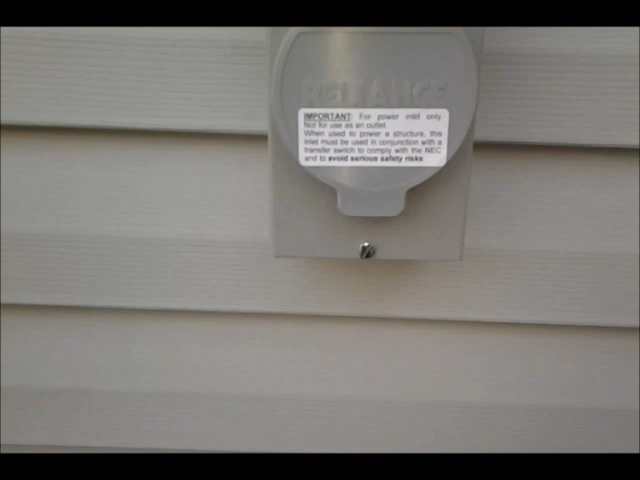 RELIANCE
IMPORTANT: For power inlet only.
Not for use as an outlet.
When used to power a structure, this
inlet must be used in conjunction with a
transfer switch to comply with the NEC
and to avoid serious safety risks.